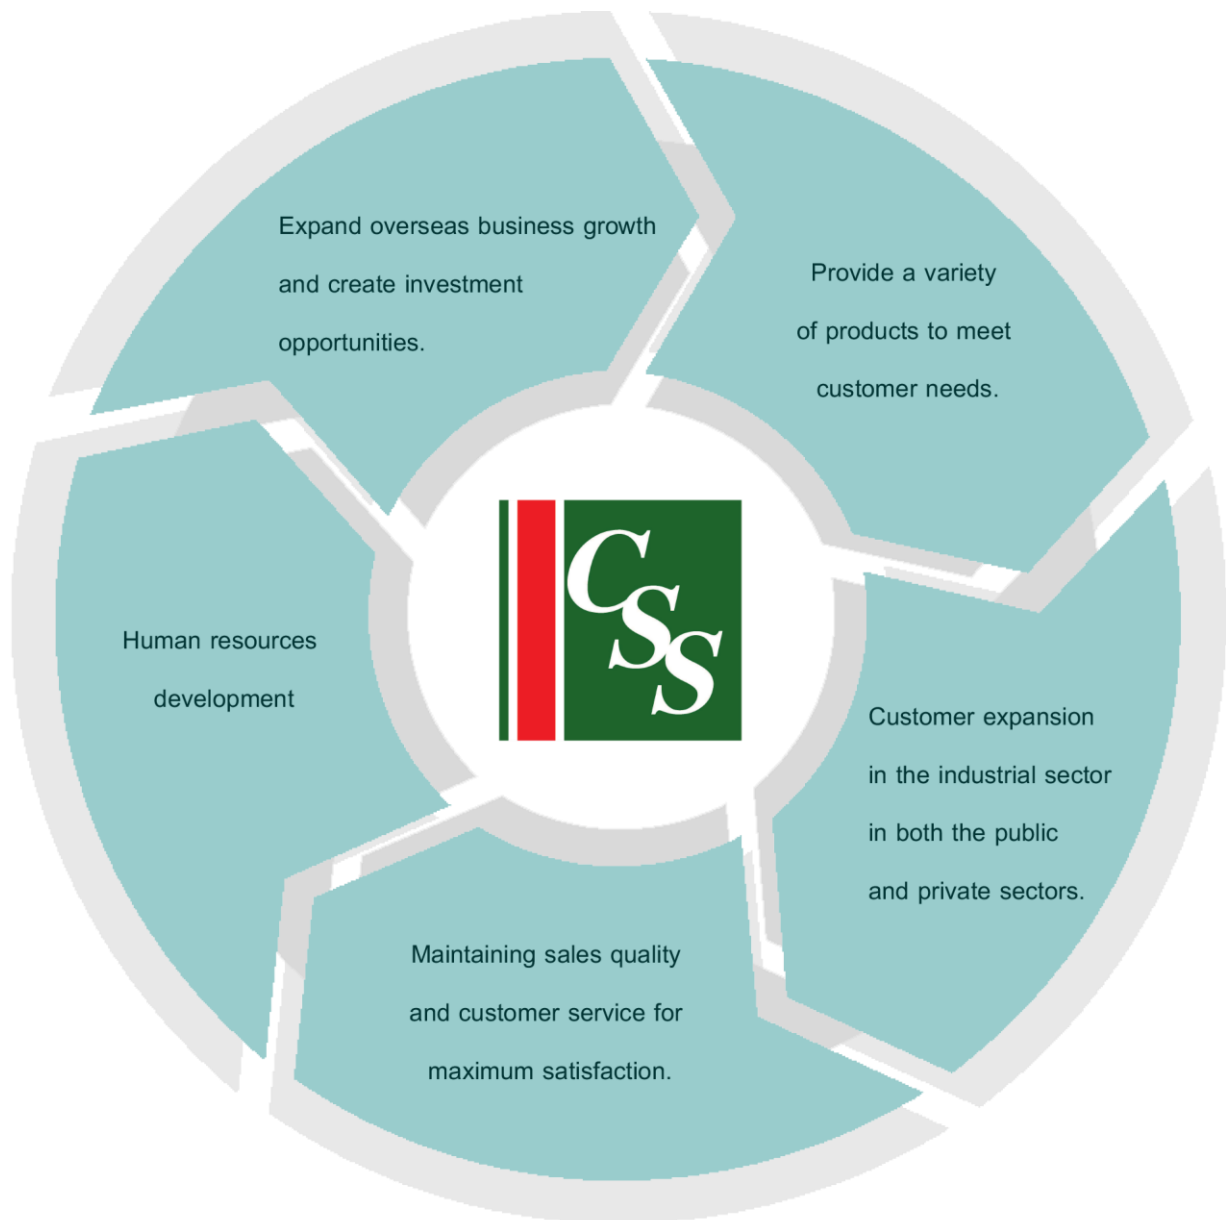 Expand overseas business growth
and create investment
opportunities.
Provide a variety
of products to meet
customer needs.
Customer expansion
in the industrial sector
in both the public
and private sectors.
Maintaining sales quality
and customer service for
maximum satisfaction.
Human resources
development
CSS